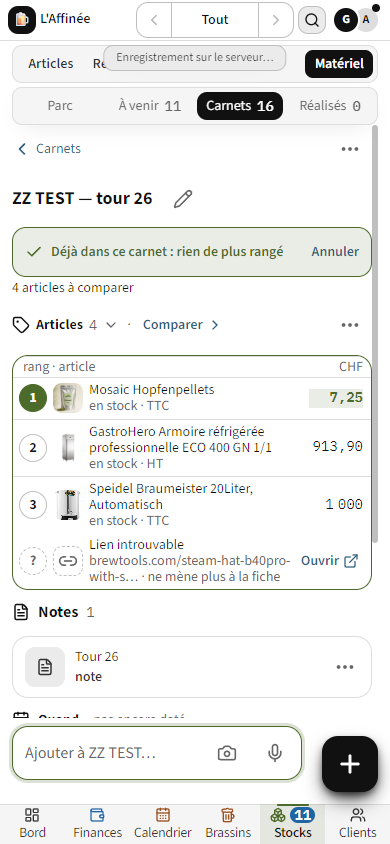 L'Affinée
Tout
G
A
Articles
Re
Enregistrement sur le serveur…
Matériel
Parc
À venir 11
Carnets 16
Réalisés 0
Carnets
ZZ TEST — tour 26
Déjà dans ce carnet : rien de plus rangé
Annuler
4 articles à comparer
Articles 4 · Comparer
rang · article
CHF
1
Mosaic Hopfenpellets
7,25
en stock · TTC
2
GastroHero Armoire réfrigérée
professionnelle ECO 400 GN 1/1
913,90
en stock · HT
3
Speidel Braumeister 20Liter,
Automatisch
1 000
en stock · TTC
?
Lien introuvable
brewtools.com/steam-hat-b40pro-
with-s… · ne mène plus à la fiche
Ouvrir
Notes 1
Tour 26
note
Ajouter à ZZ TEST…
Bord
Finances
Calendrier
Brassins
11
Stocks
Clients